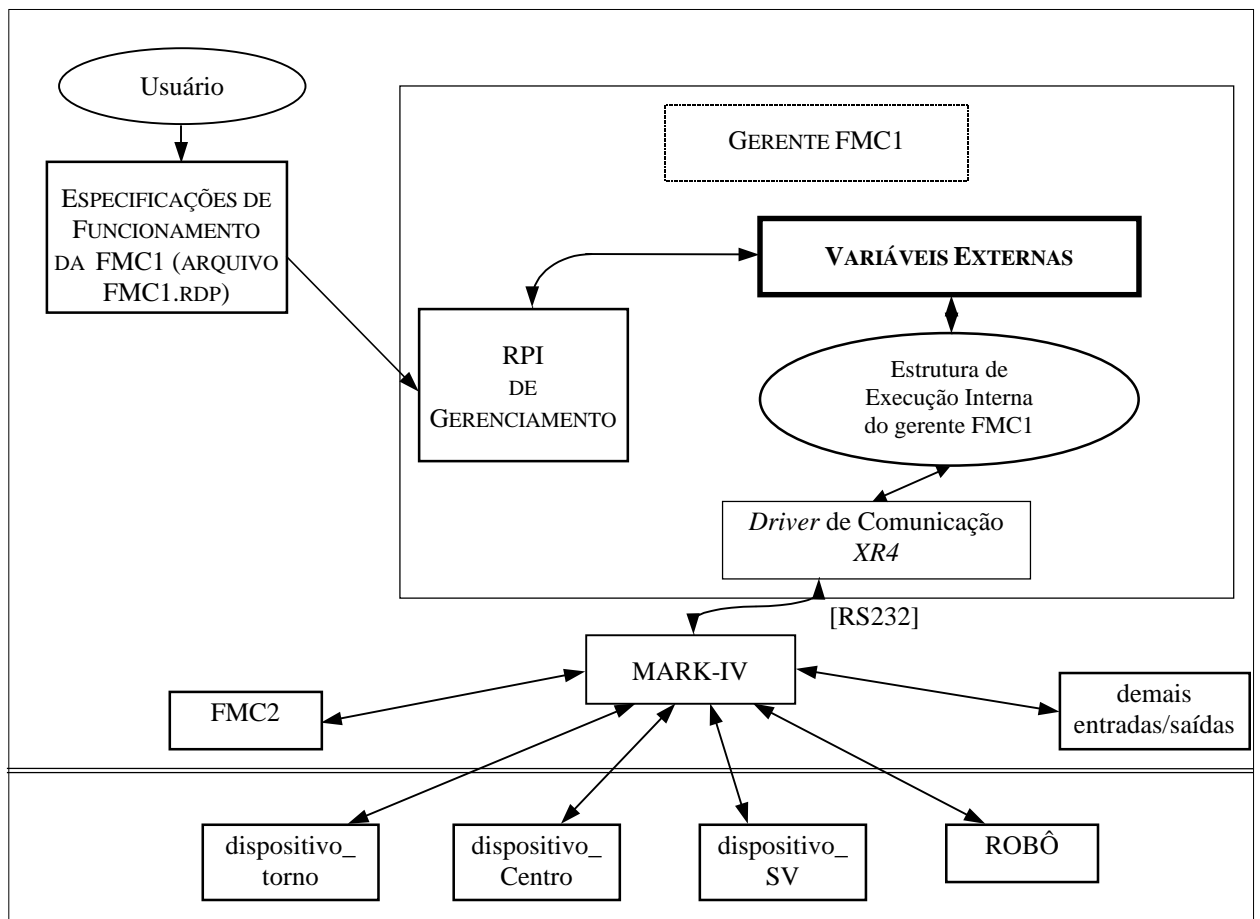 Usuário
ESPECIFICAÇÕES DE
FUNCIONAMENTO
DA FMC1 (ARQUIVO
FMC1.RDP)
GERENTE FMC1
VARIÁVEIS EXTERNAS
RPI
DE
GERENCIAMENTO
Estrutura de
Execução Interna
do gerente FMC1
Driver de Comunicação
XR4
[RS232]
MARK-IV
FMC2
demais
entradas/saídas
dispositivo_
torno
dispositivo_
Centro
dispositivo_
SV
ROBÔ